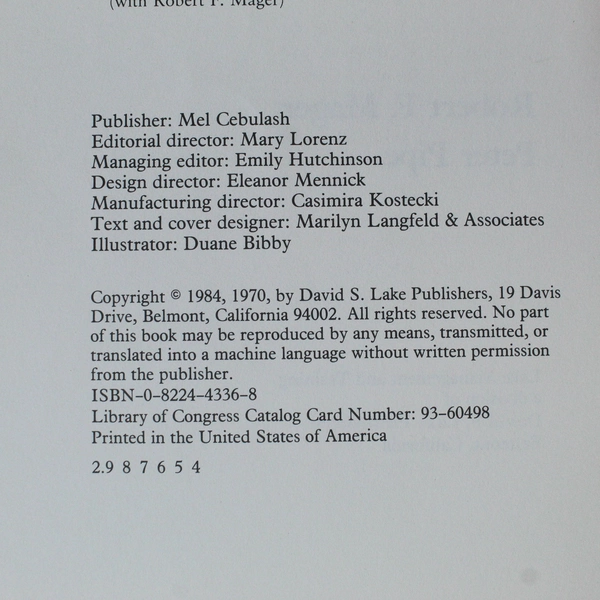 (with Robert F. Mager)
Publisher: Mel Cebulash
Editorial director: Mary Lorenz
Managing editor: Emily Hutchinson
Design director: Eleanor Mennick
Manufacturing director: Casimira Kostecki
Text and cover designer: Marilyn Langfeld & Associates
Illustrator: Duane Bibby
Copyright © 1984, 1970, by David S. Lake Publishers, 19 Davis
Drive, Belmont, California 94002. All rights reserved. No part
of this book may be reproduced by any means, transmitted, or
translated into a machine language without written permission
from the publisher.
ISBN-0-8224-4336-8
Library of Congress Catalog Card Number: 93-60498
Printed in the United States of America
2.9 8 7 6 5 4